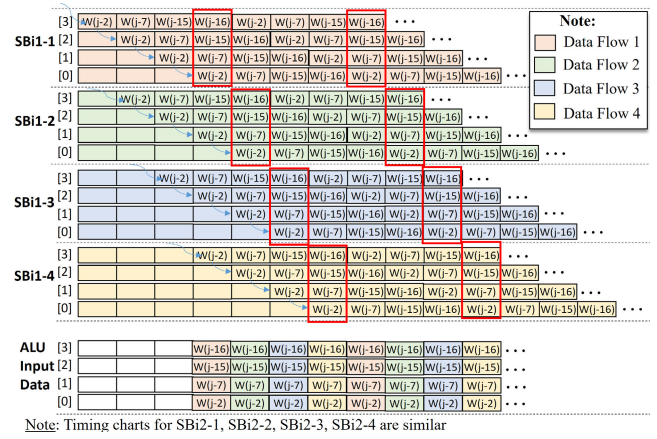 Note:
Data Flow 1
Data Flow 2
Data Flow 3
Data Flow 4
SBi1-1
[3] W(j-2) W(j-7) W(j-15) W(j-16) W(j-2) W(j-7) W(j-15) W(j-16) • • •
[2] W(j-2) W(j-7) W(j-15) W(j-16) W(j-2) W(j-7) W(j-15) W(j-16) • • •
[1] W(j-2) W(j-7) W(j-15) W(j-16) W(j-2) W(j-7) W(j-15) W(j-16) • • •
[0] W(j-2) W(j-7) W(j-15) W(j-16) W(j-2) W(j-7) W(j-15) W(j-16) • • •
SBi1-2
[3] W(j-2) W(j-7) W(j-15) W(j-16) W(j-2) W(j-7) W(j-15) W(j-16) • • •
[2] W(j-2) W(j-7) W(j-15) W(j-16) W(j-2) W(j-7) W(j-15) W(j-16) • • •
[1] W(j-2) W(j-7) W(j-15) W(j-16) W(j-2) W(j-7) W(j-15) W(j-16) • • •
[0] W(j-2) W(j-7) W(j-15) W(j-16) W(j-2) W(j-7) W(j-15) W(j-16) • • •
SBi1-3
[3] W(j-2) W(j-7) W(j-15) W(j-16) W(j-2) W(j-7) W(j-15) W(j-16) • • •
[2] W(j-2) W(j-7) W(j-15) W(j-16) W(j-2) W(j-7) W(j-15) W(j-16) • • •
[1] W(j-2) W(j-7) W(j-15) W(j-16) W(j-2) W(j-7) W(j-15) W(j-16) • • •
[0] W(j-2) W(j-7) W(j-15) W(j-16) W(j-2) W(j-7) W(j-15) W(j-16) • • •
SBi1-4
[3] W(j-2) W(j-7) W(j-15) W(j-16) W(j-2) W(j-7) W(j-15) W(j-16) • • •
[2] W(j-2) W(j-7) W(j-15) W(j-16) W(j-2) W(j-7) W(j-15) W(j-16) • • •
[1] W(j-2) W(j-7) W(j-15) W(j-16) W(j-2) W(j-7) W(j-15) W(j-16) • • •
[0] W(j-2) W(j-7) W(j-15) W(j-16) W(j-2) W(j-7) W(j-15) W(j-16) • • •
ALU [3] W(j-16) W(j-16) W(j-16) W(j-16) W(j-16) W(j-16) W(j-16) W(j-16) • • •
Input [2] W(j-15) W(j-15) W(j-15) W(j-15) W(j-15) W(j-15) W(j-15) W(j-15) • • •
Data [1] W(j-7) W(j-7) W(j-7) W(j-7) W(j-7) W(j-7) W(j-7) W(j-7) • • •
[0] W(j-2) W(j-2) W(j-2) W(j-2) W(j-2) W(j-2) W(j-2) W(j-2) • • •
Note: Timing charts for SBi2-1, SBi2-2, SBi2-3, SBi2-4 are similar